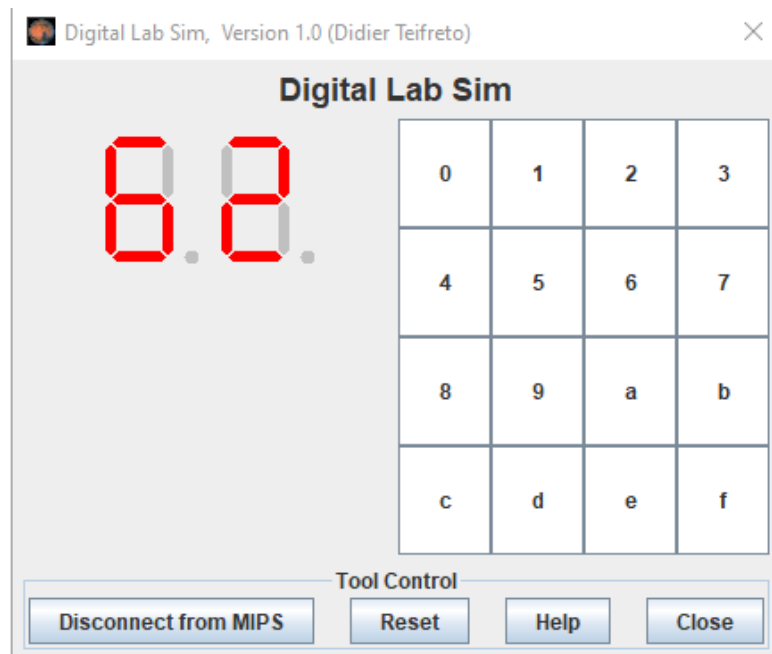 Digital Lab Sim, Version 1.0 (Didier Teifreto)
Digital Lab Sim
62
0 1 2 3
4 5 6 7
8 9 a b
c d e f
Tool Control
Disconnect from MIPS Reset Help Close